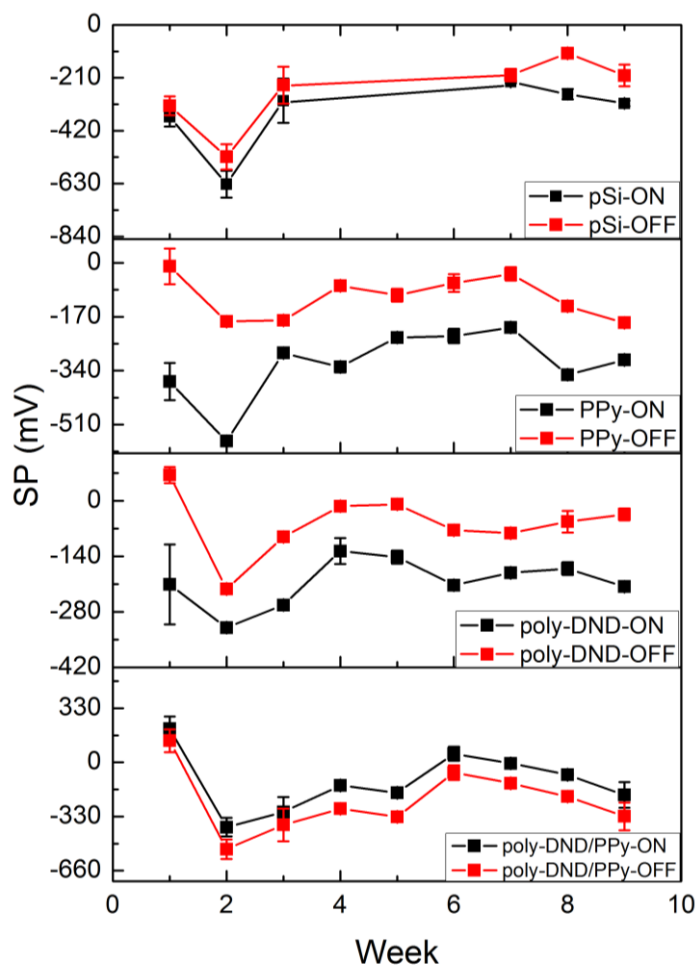 0
-210
-420
-630
-840
pSi-ON
pSi-OFF
0
-170
-340
-510
PPy-ON
PPy-OFF
0
-140
-280
-420
poly-DND-ON
poly-DND-OFF
330
0
-330
-660
poly-DND/PPy-ON
poly-DND/PPy-OFF
SP (mV)
0 2 4 6 8 10
Week